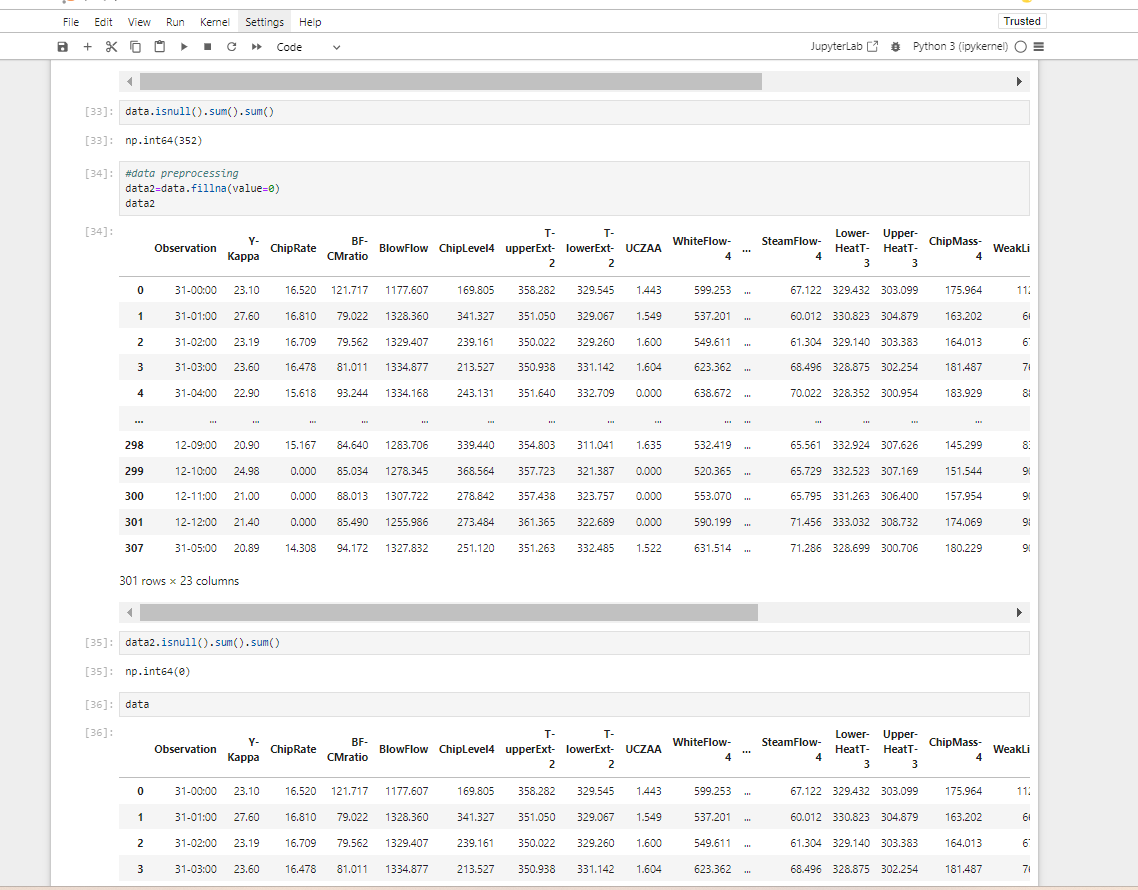 File Edit View Run Kernel Settings Help Trusted
Code JupyterLab Python 3 (ipykernel)
[33]: data.isnull().sum().sum()
[33]: np.int64(352)
[34]: #data preprocessing
data2=data.fillna(value=0)
data2
[34]:
Observation Y-Kappa ChipRate BF-CMratio BlowFlow ChipLevel4 T-upperExt-2 T-lowerExt-2 UCZAA WhiteFlow-4 ... SteamFlow-4 Lower-HeatT-3 Upper-HeatT-3 ChipMass-4 WeakLi
0 31-00:00 23.10 16.520 121.717 1177.607 169.805 358.282 329.545 1.443 599.253 ... 67.122 329.432 303.099 175.964
1 31-01:00 27.60 16.810 79.022 1328.360 341.327 351.050 329.067 1.549 537.201 ... 60.012 330.823 304.879 163.202
2 31-02:00 23.19 16.709 79.562 1329.407 239.161 350.022 329.260 1.600 549.611 ... 61.304 329.140 303.383 164.013
3 31-03:00 23.60 16.478 81.011 1334.877 213.527 350.938 331.142 1.604 623.362 ... 68.496 328.875 302.254 181.487
4 31-04:00 22.90 15.618 93.244 1334.168 243.131 351.640 332.709 0.000 638.672 ... 70.022 328.352 300.954 183.929
... ... ... ... ... ... ... ... ... ... ... ... ... ... ... ...
298 12-09:00 20.90 15.167 84.640 1283.706 339.440 354.803 311.041 1.635 532.419 ... 65.561 332.924 307.626 145.299
299 12-10:00 24.98 0.000 85.034 1278.345 368.564 357.723 321.387 0.000 520.365 ... 65.729 332.523 307.169 151.544
300 12-11:00 21.00 0.000 88.013 1307.722 278.842 357.438 323.757 0.000 553.070 ... 65.795 331.263 306.400 157.954
301 12-12:00 21.40 0.000 85.490 1255.986 273.484 361.365 322.689 0.000 590.199 ... 71.456 333.032 308.732 174.069
307 31-05:00 20.89 14.308 94.172 1327.832 251.120 351.263 332.485 1.522 631.514 ... 71.286 328.699 300.706 180.229
301 rows × 23 columns
[35]: data2.isnull().sum().sum()
[35]: np.int64(0)
[36]: data
[36]:
Observation Y-Kappa ChipRate BF-CMratio BlowFlow ChipLevel4 T-upperExt-2 T-lowerExt-2 UCZAA WhiteFlow-4 ... SteamFlow-4 Lower-HeatT-3 Upper-HeatT-3 ChipMass-4 WeakLi
0 31-00:00 23.10 16.520 121.717 1177.607 169.805 358.282 329.545 1.443 599.253 ... 67.122 329.432 303.099 175.964
1 31-01:00 27.60 16.810 79.022 1328.360 341.327 351.050 329.067 1.549 537.201 ... 60.012 330.823 304.879 163.202
2 31-02:00 23.19 16.709 79.562 1329.407 239.161 350.022 329.260 1.600 549.611 ... 61.304 329.140 303.383 164.013
3 31-03:00 23.60 16.478 81.011 1334.877 213.527 350.938 331.142 1.604 623.362 ... 68.496 328.875 302.254 181.487